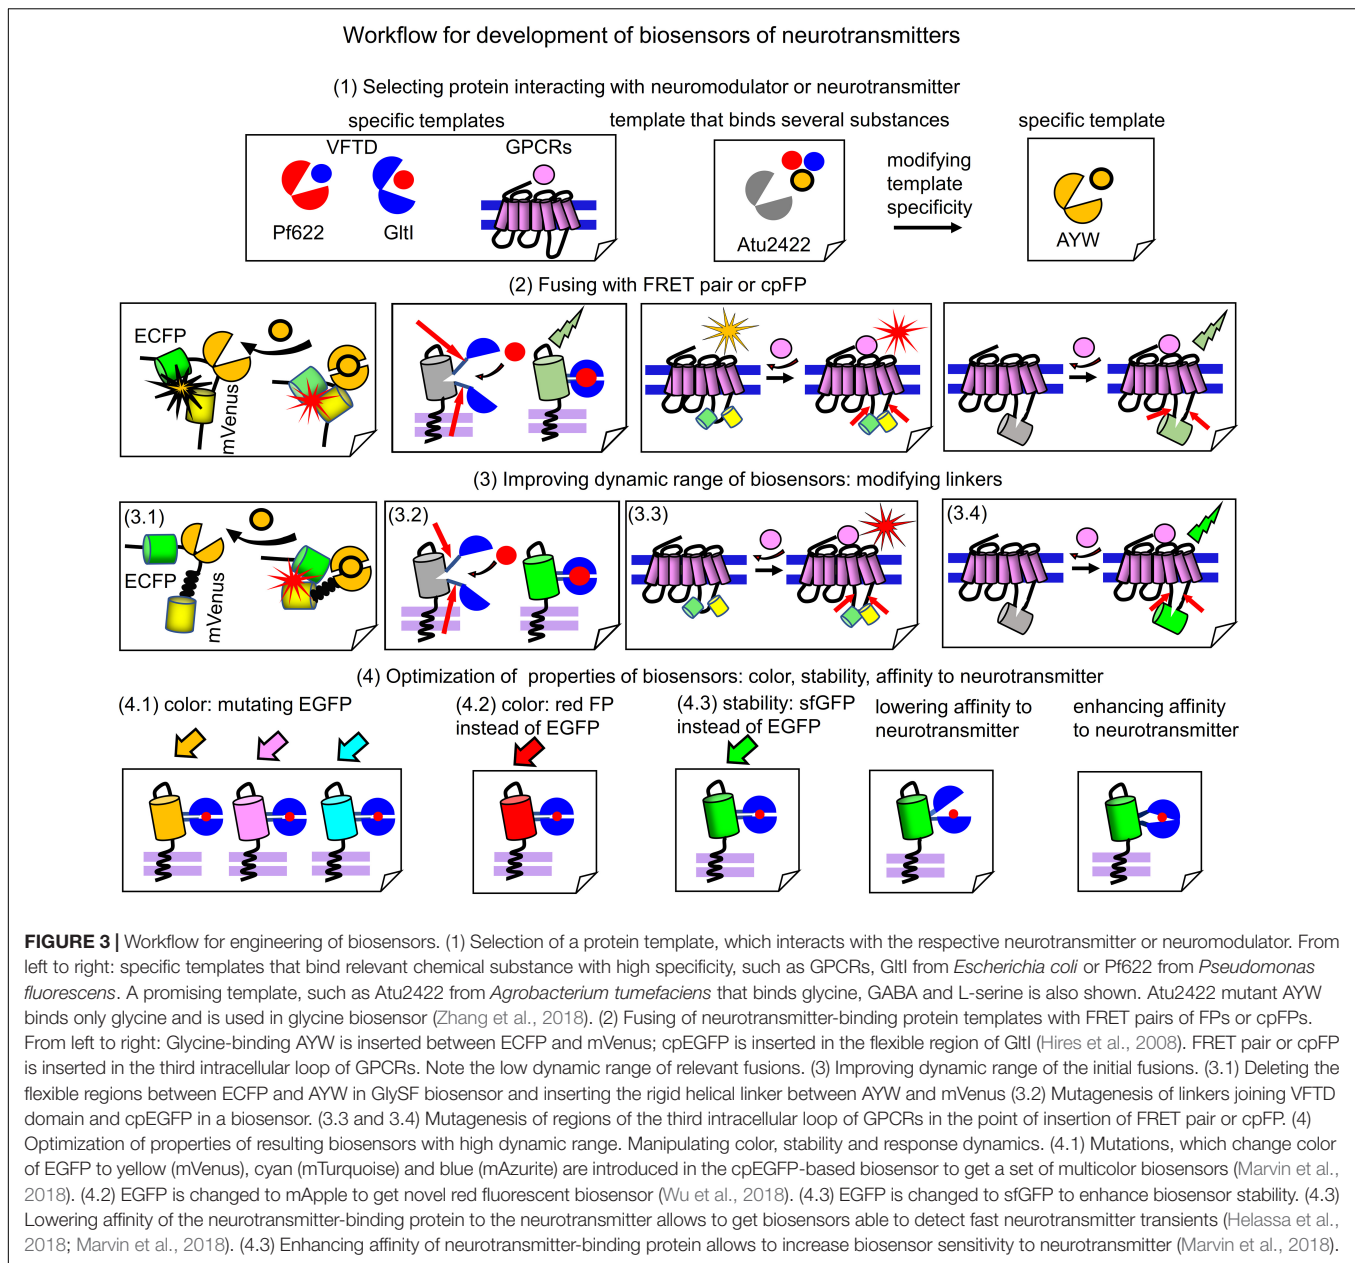 Workflow for development of biosensors of neurotransmitters
(1) Selecting protein interacting with neuromodulator or neurotransmitter
specific templates
template that binds several substances
specific template
VFTD
GPCRs
Pf622
GltI
Atu2422
modifying
template
specificity
AYW
(2) Fusing with FRET pair or cpFP
ECFP
mVenus
(3) Improving dynamic range of biosensors: modifying linkers
(3.1)
ECFP
mVenus
(3.2)
(3.3)
(3.4)
(4) Optimization of properties of biosensors: color, stability, affinity to neurotransmitter
(4.1) color: mutating EGFP
(4.2) color: red FP
instead of EGFP
(4.3) stability: sfGFP
instead of EGFP
lowering affinity to
neurotransmitter
enhancing affinity
to neurotransmitter
FIGURE 3 | Workflow for engineering of biosensors. (1) Selection of a protein template, which interacts with the respective neurotransmitter or neuromodulator. From
left to right: specific templates that bind relevant chemical substance with high specificity, such as GPCRs, GltI from Escherichia coli or Pf622 from Pseudomonas
fluorescens. A promising template, such as Atu2422 from Agrobacterium tumefaciens that binds glycine, GABA and L-serine is also shown. Atu2422 mutant AYW
binds only glycine and is used in glycine biosensor (Zhang et al., 2018). (2) Fusing of neurotransmitter-binding protein templates with FRET pairs of FPs or cpFPs.
From left to right: Glycine-binding AYW is inserted between ECFP and mVenus; cpEGFP is inserted in the flexible region of GltI (Hires et al., 2008). FRET pair or cpFP
is inserted in the third intracellular loop of GPCRs. Note the low dynamic range of relevant fusions. (3) Improving dynamic range of the initial fusions. (3.1) Deleting the
flexible regions between ECFP and AYW in GlySF biosensor and inserting the rigid helical linker between AYW and mVenus (3.2) Mutagenesis of linkers joining VFTD
domain and cpEGFP in a biosensor. (3.3 and 3.4) Mutagenesis of regions of the third intracellular loop of GPCRs in the point of insertion of FRET pair or cpFP. (4)
Optimization of properties of resulting biosensors with high dynamic range. Manipulating color, stability and response dynamics. (4.1) Mutations, which change color
of EGFP to yellow (mVenus), cyan (mTurquoise) and blue (mAzurite) are introduced in the cpEGFP-based biosensor to get a set of multicolor biosensors (Marvin et al.,
2018). (4.2) EGFP is changed to mApple to get novel red fluorescent biosensor (Wu et al., 2018). (4.3) EGFP is changed to sfGFP to enhance biosensor stability. (4.3)
Lowering affinity of the neurotransmitter-binding protein to the neurotransmitter allows to get biosensors able to detect fast neurotransmitter transients (Helassa et al.,
2018; Marvin et al., 2018). (4.3) Enhancing affinity of neurotransmitter-binding protein allows to increase biosensor sensitivity to neurotransmitter (Marvin et al., 2018).